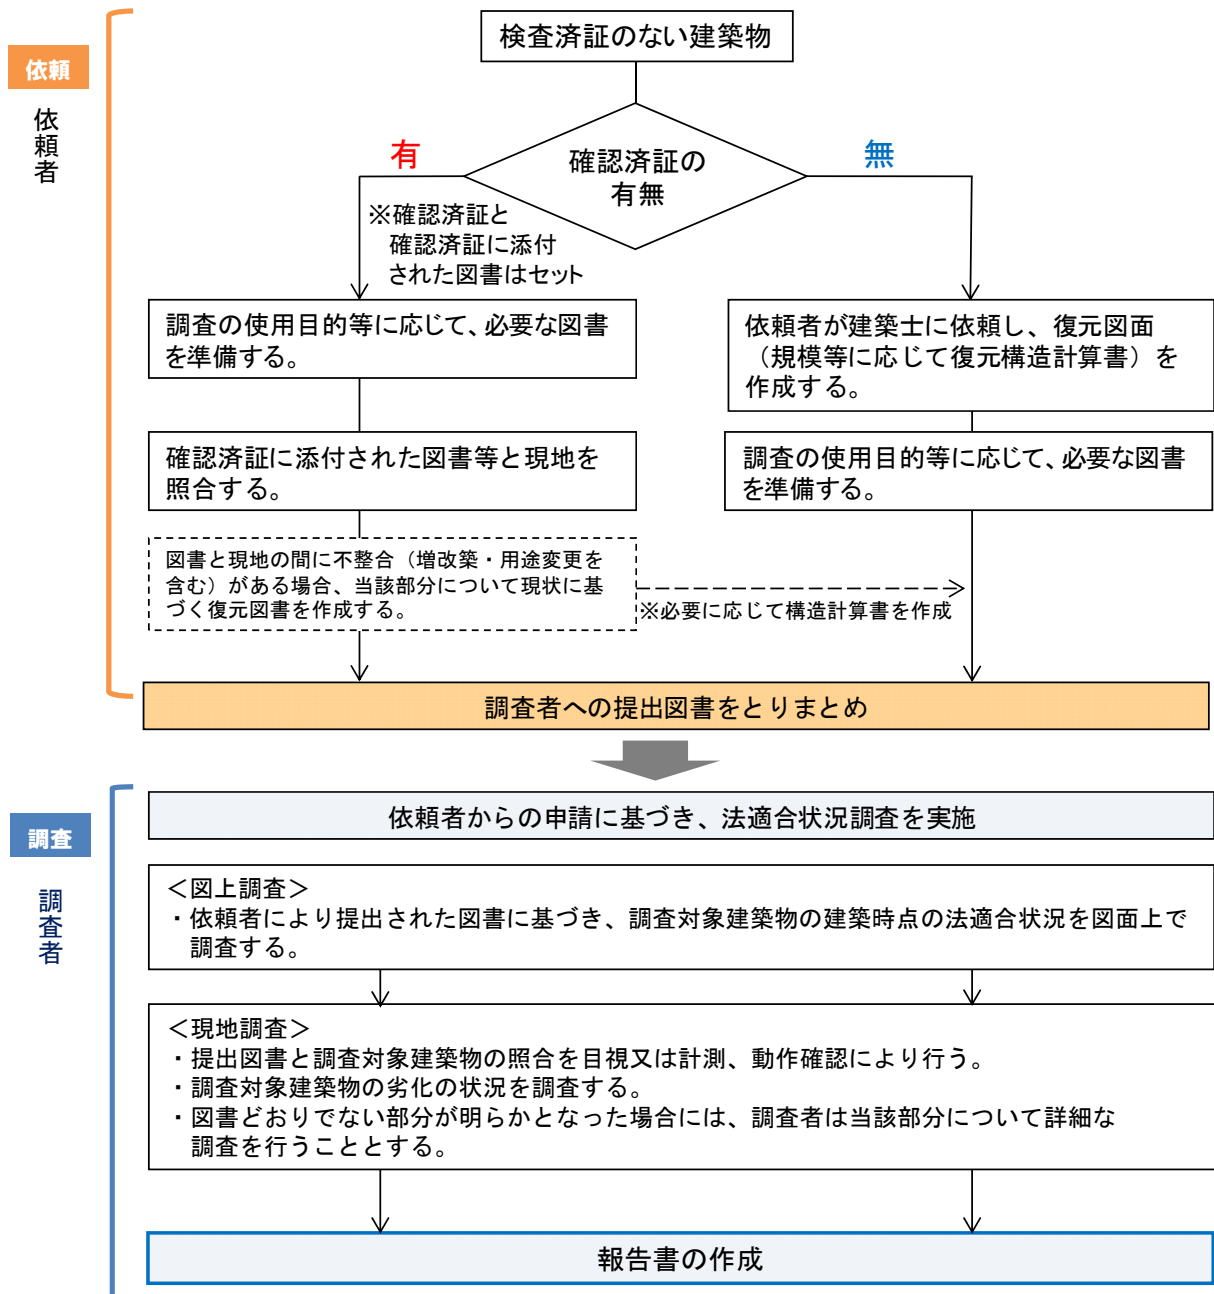 検査済証のない建築物
依頼
依頼者
確認済証の
有無
有
無
※確認済証と
確認済証に添付
された図書はセット
調査の使用目的等に応じて、必要な図書
を準備する。
依頼者が建築士に依頼し、復元図面
（規模等に応じて復元構造計算書）を
作成する。
確認済証に添付された図書等と現地を
照合する。
調査の使用目的等に応じて、必要な図書
を準備する。
図書と現地の間に不整合（増改築・用途変更を
含む）がある場合、当該部分について現状に基
づく復元図書を作成する。
※必要に応じて構造計算書を作成
調査者への提出図書をとりまとめ
調査
調査者
依頼者からの申請に基づき、法適合状況調査を実施
＜図上調査＞
・依頼者により提出された図書に基づき、調査対象建築物の建築時点の法適合状況を図面上で
調査する。
＜現地調査＞
・提出図書と調査対象建築物の照合を目視又は計測、動作確認により行う。
・調査対象建築物の劣化の状況を調査する。
・図書どおりでない部分が明らかとなった場合には、調査者は当該部分について詳細な
調査を行うこととする。
報告書の作成